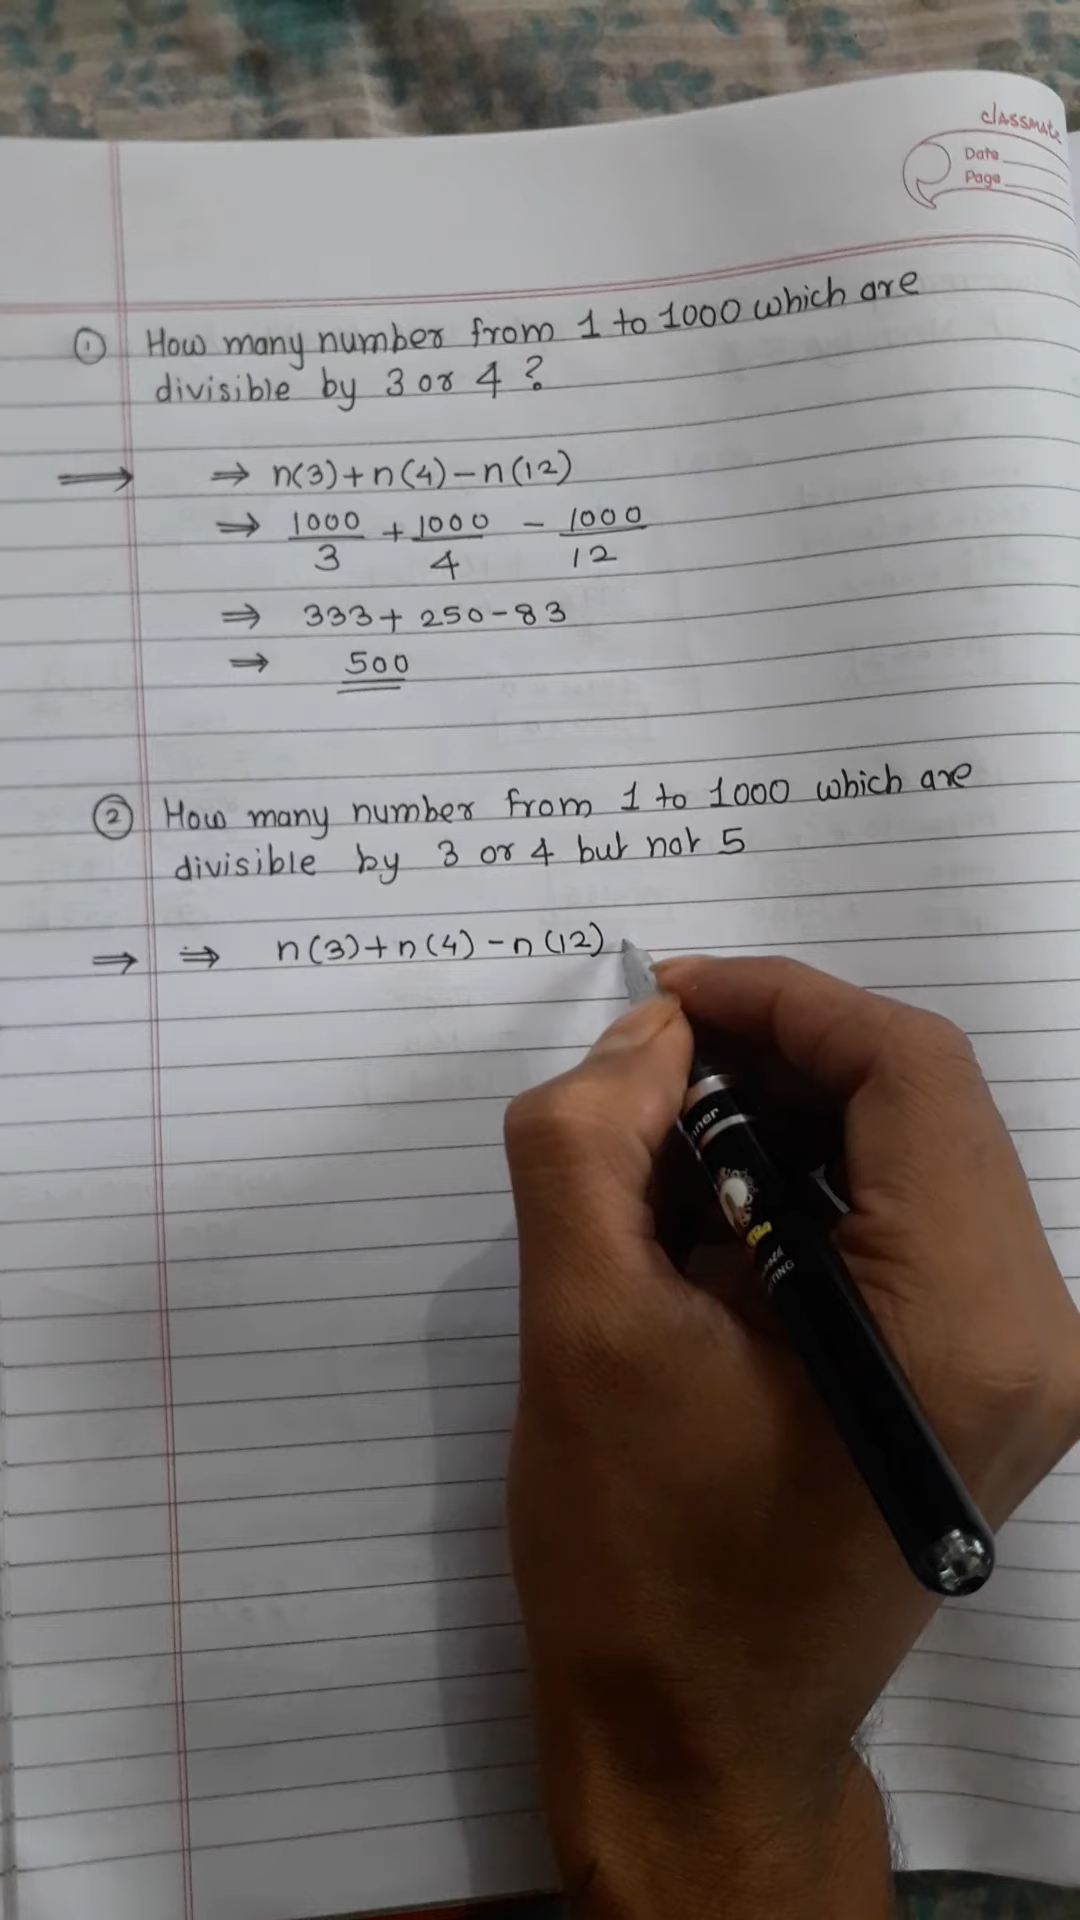 classmate
Date
Page
① How many number from 1 to 1000 which are
divisible by 3 or 4 ?
⟹ ⇒ n(3)+n(4)-n(12)
⇒ 1000/3 + 1000/4 - 1000/12
⇒ 333+ 250-83
⇒ 500
② How many number from 1 to 1000 which are
divisible by 3 or 4 but not 5
⇒ ⇒ n(3)+n(4)-n(12)